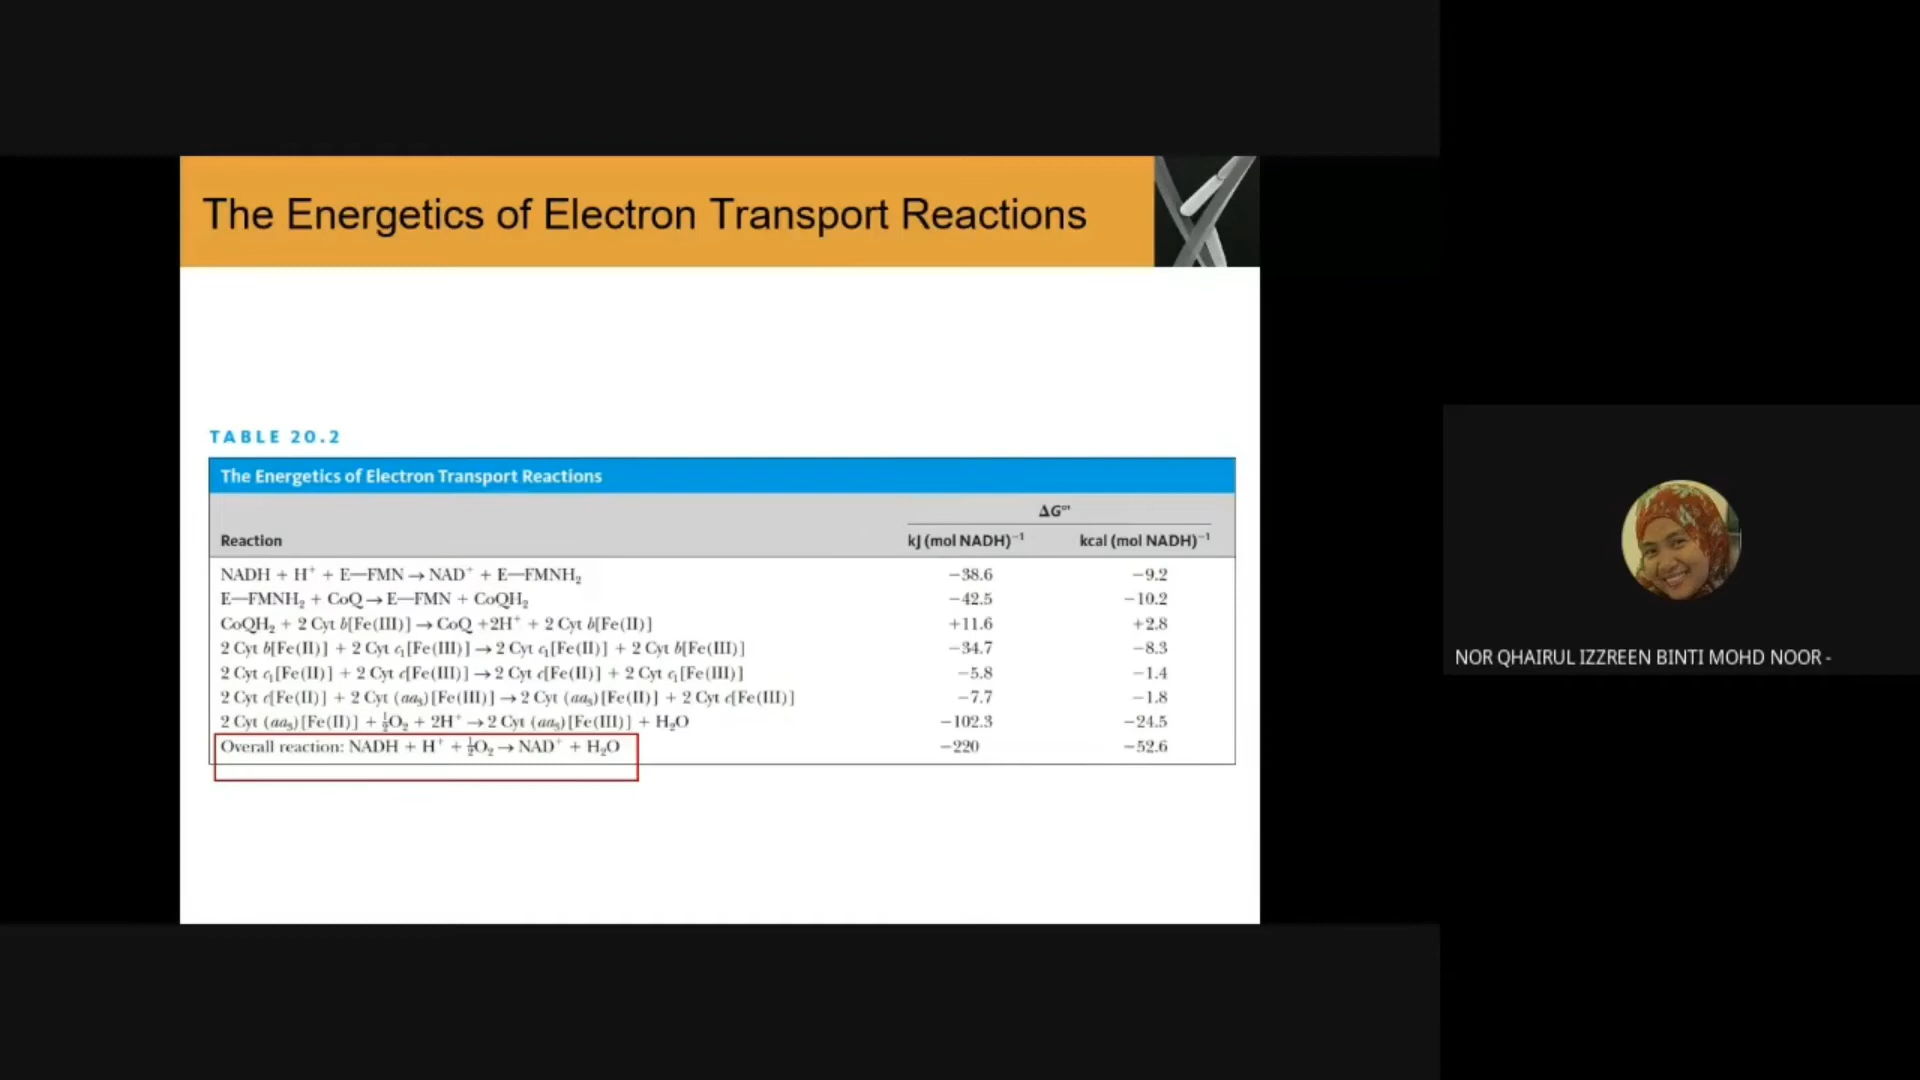 The Energetics of Electron Transport Reactions
TABLE 20.2
The Energetics of Electron Transport Reactions
ΔG°′
Reaction kJ (mol NADH)⁻¹ kcal (mol NADH)⁻¹
NADH + H⁺ + E—FMN → NAD⁺ + E—FMNH₂ −38.6 −9.2
E—FMNH₂ + CoQ → E—FMN + CoQH₂ −42.5 −10.2
CoQH₂ + 2 Cyt b[Fe(III)] → CoQ +2H⁺ + 2 Cyt b[Fe(II)] +11.6 +2.8
2 Cyt b[Fe(II)] + 2 Cyt c₁[Fe(III)] → 2 Cyt c₁[Fe(II)] + 2 Cyt b[Fe(III)] −34.7 −8.3
2 Cyt c₁[Fe(II)] + 2 Cyt c[Fe(III)] → 2 Cyt c[Fe(II)] + 2 Cyt c₁[Fe(III)] −5.8 −1.4
2 Cyt c[Fe(II)] + 2 Cyt (aa₃)[Fe(III)] → 2 Cyt (aa₃)[Fe(II)] + 2 Cyt c[Fe(III)] −7.7 −1.8
2 Cyt (aa₃)[Fe(II)] + ½O₂ + 2H⁺ → 2 Cyt (aa₃)[Fe(III)] + H₂O −102.3 −24.5
Overall reaction: NADH + H⁺ + ½O₂ → NAD⁺ + H₂O −220 −52.6
NOR QHAIRUL IZZREEN BINTI MOHD NOOR -